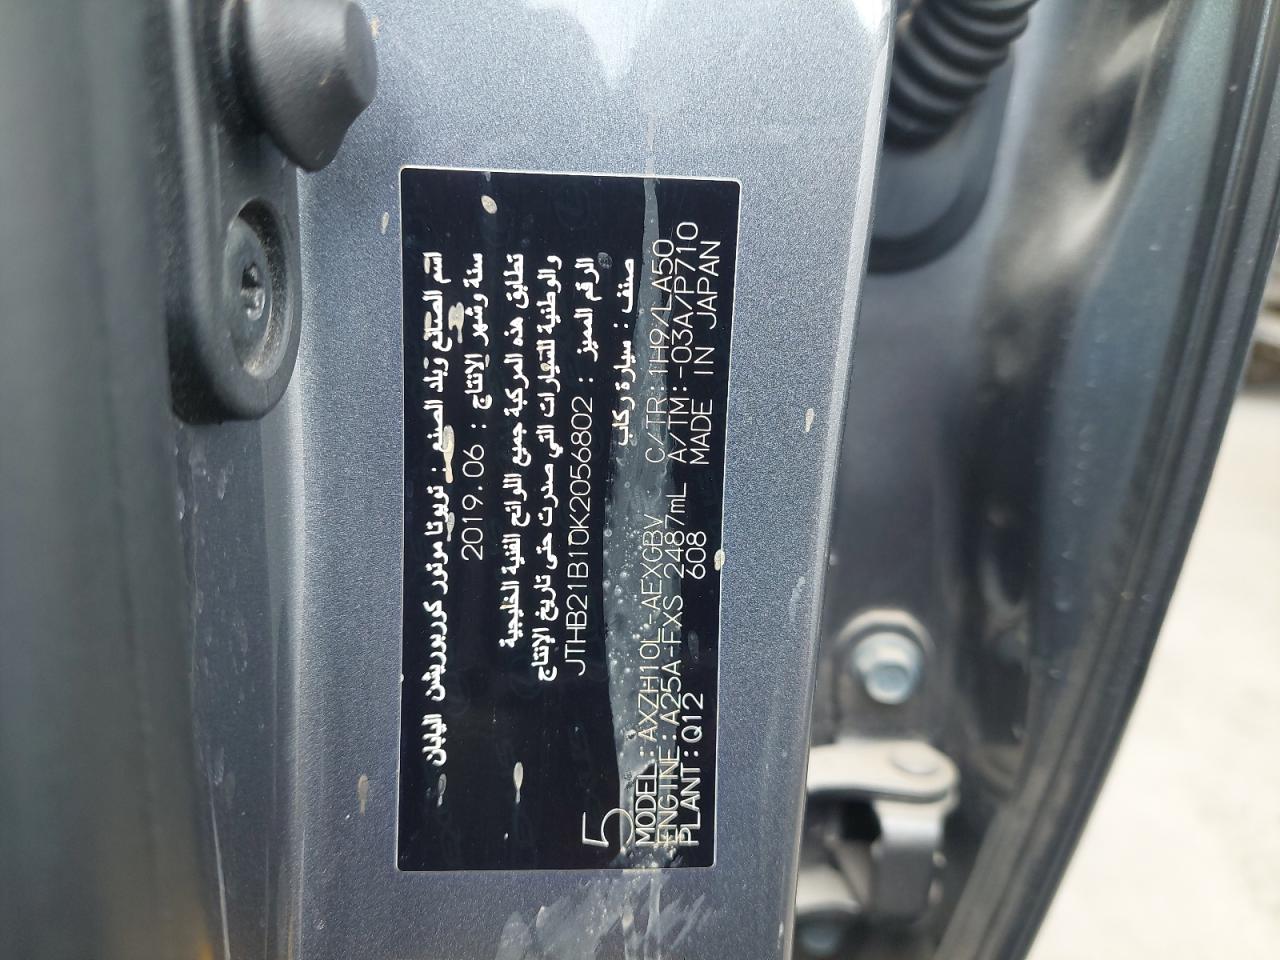 اسم الصانع وبلد الصنع : تويوتا موتور كوربوريشن اليابان
سنة وشهر الإنتاج : 2019.06
تطابق هذه المركبة جميع اللوائح الفنية الخليجية
والوطنية للسيارات التي صدرت حتى تاريخ الإنتاج
الرقم المميز : JTHB21B10K2056802
صنف : سيارة ركاب
5
MODEL:AXZH10L-AEXGBV C/TR:1H9/LA50
ENGINE:A25A-FXS 2487mL A/TM:-03A/P710
PLANT:Q12 608 MADE IN JAPAN